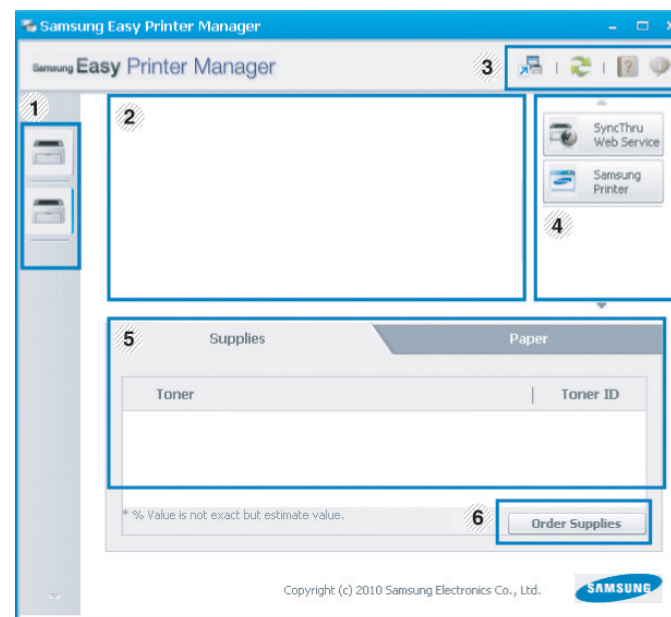 Samsung Easy Printer Manager
Samsung Easy Printer Manager
3
1
2
SyncThru
Web Service
Samsung
Printer
4
5
Supplies
Paper
Toner
Toner ID
* % Value is not exact but estimate value.
6
Order Supplies
Copyright (c) 2010 Samsung Electronics Co., Ltd.
SAMSUNG